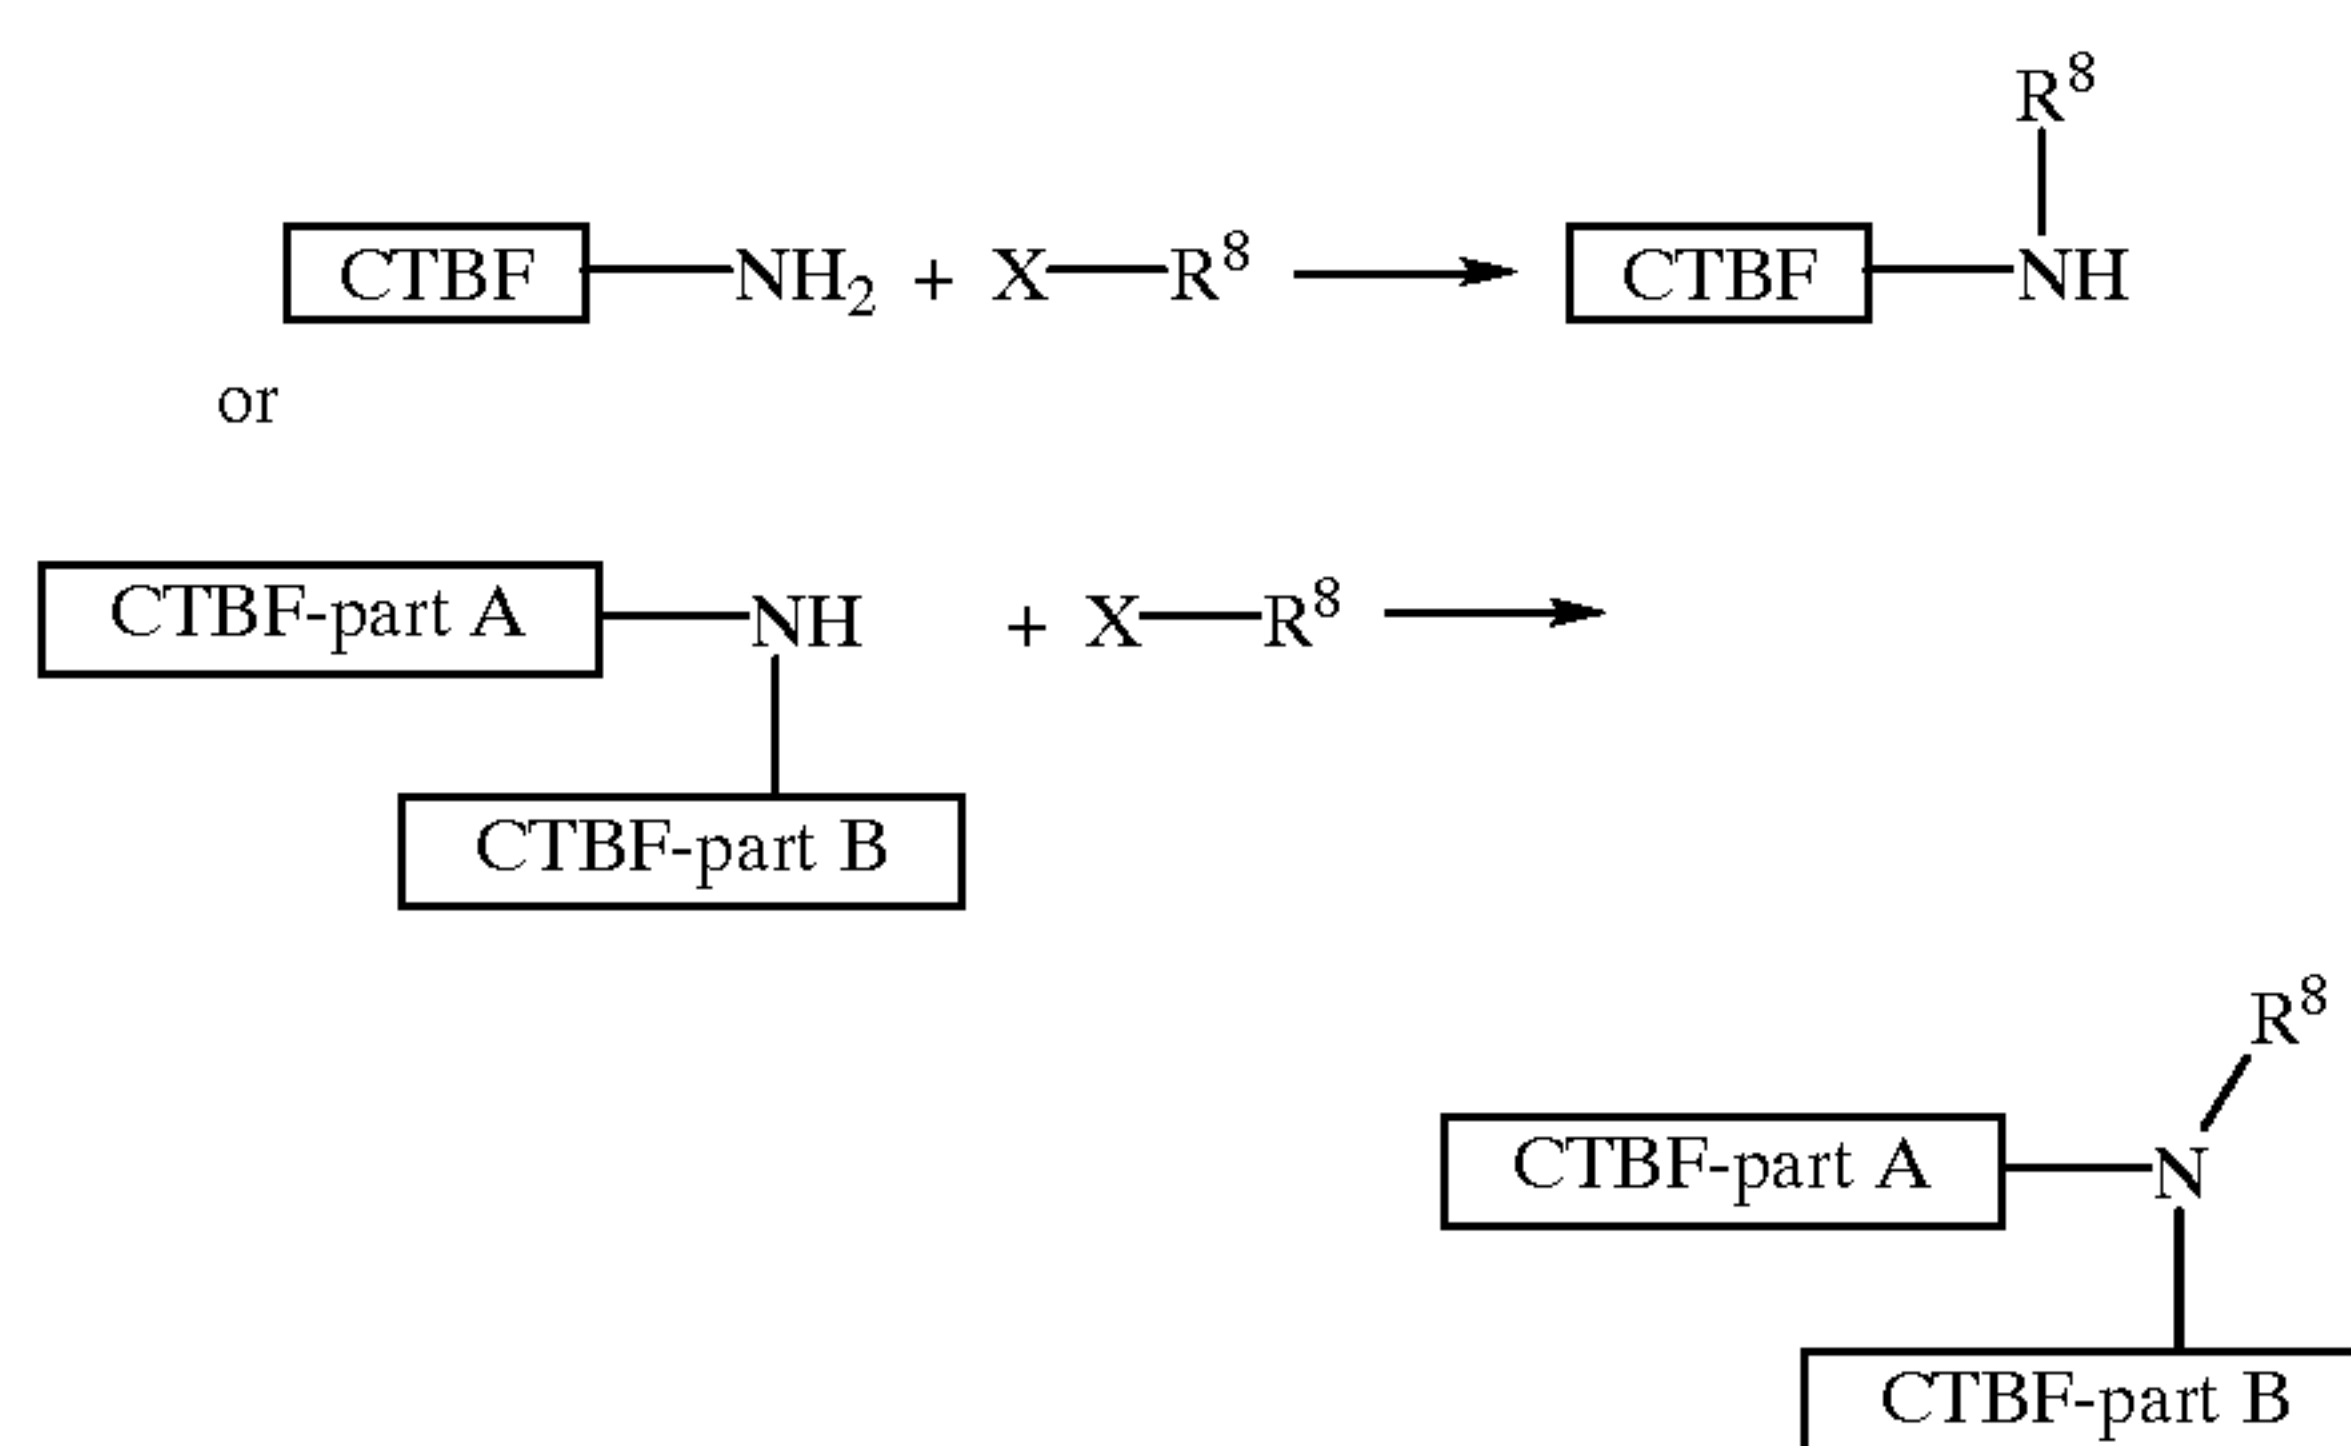 R⁸
CTBF NH₂ + X R⁸ CTBF NH
or
CTBF-part A NH + X R⁸
CTBF-part B
R⁸
CTBF-part A N
CTBF-part B